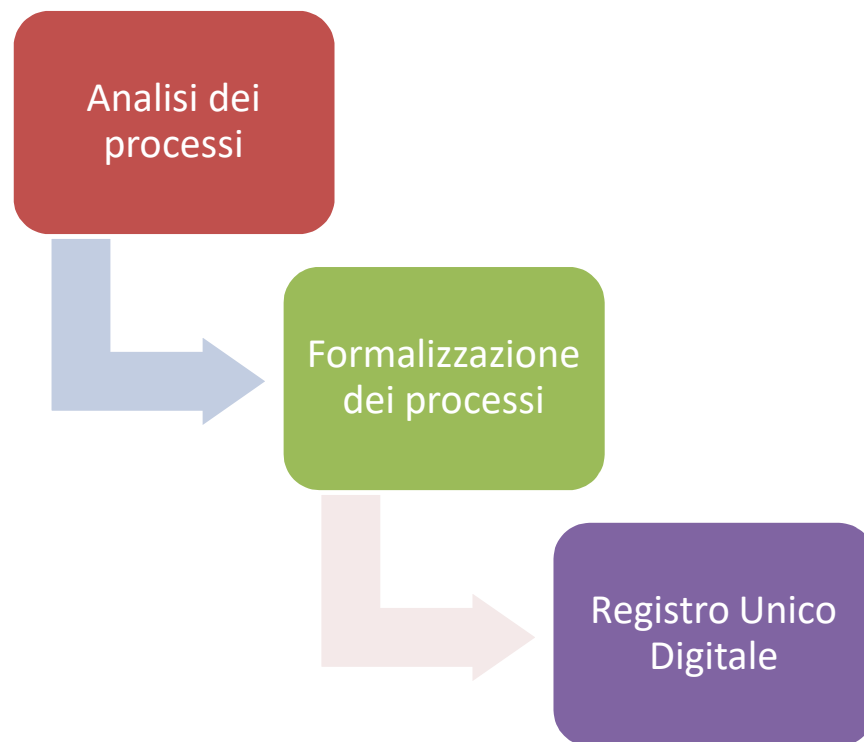 Analisi dei
processi
Formalizzazione
dei processi
Registro Unico
Digitale